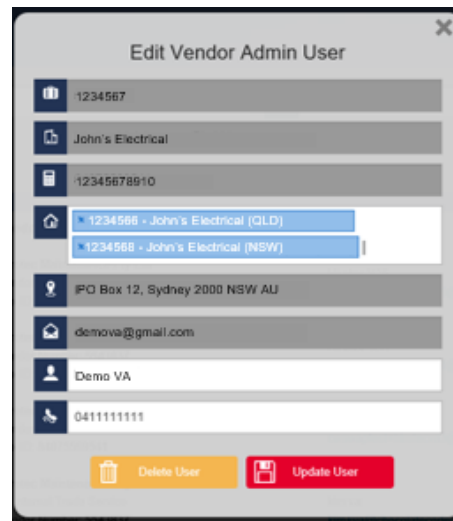 Edit Vendor Admin User
1234567
John's Electrical
12345678910
× 1234566 - John's Electrical (QLD)
× 1234568 - John's Electrical (NSW)
PO Box 12, Sydney 2000 NSW AU
demova@gmail.com
Demo VA
0411111111
Delete User
Update User